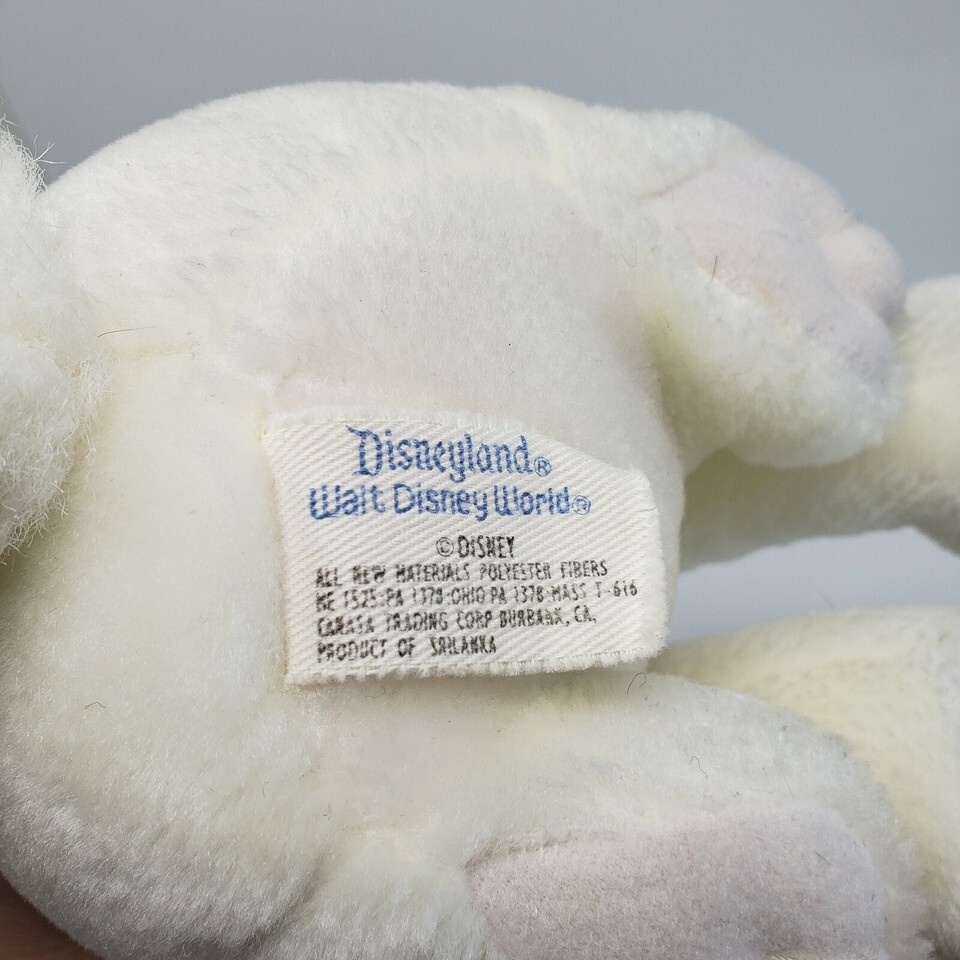 Disneyland®
Walt Disney World®
© DISNEY
ALL NEW MATERIALS POLYESTER FIBERS
ME 1525:PA 1378:OHIO PA 1378:MASS T-616
CANASA TRADING CORP BURBANK, CA.
PRODUCT OF SRILANKA